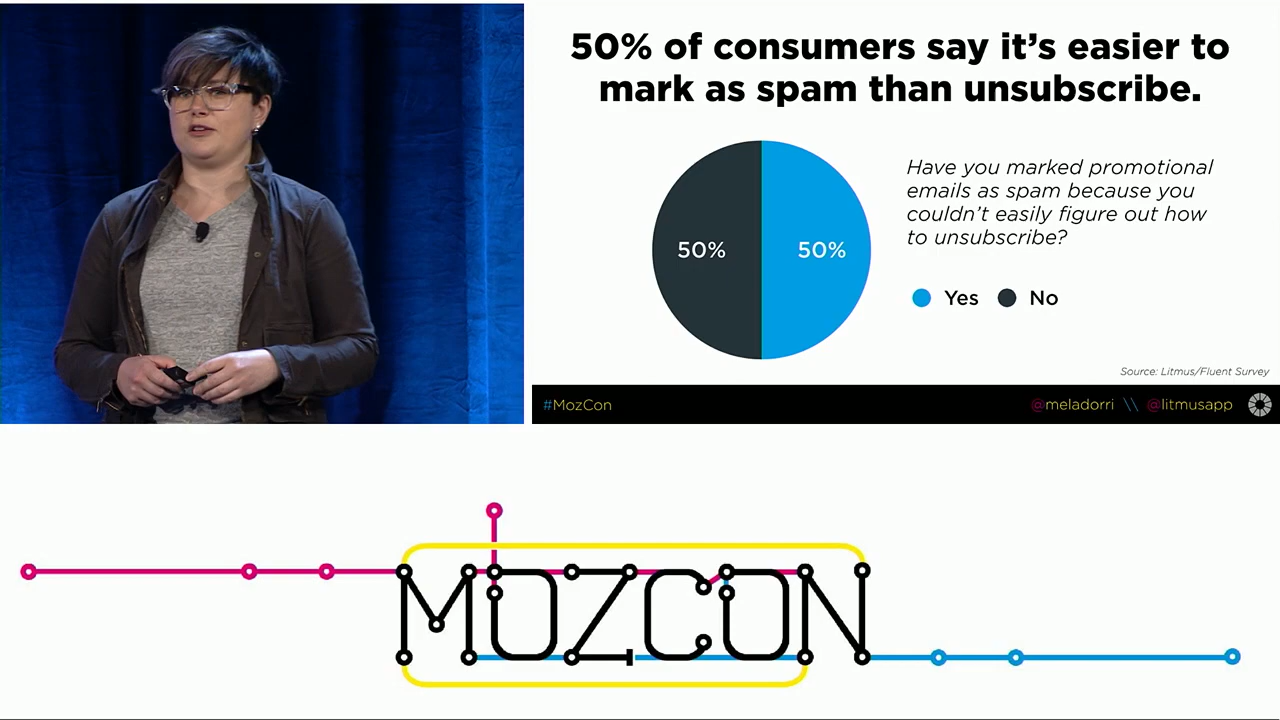 50% of consumers say it’s easier to
mark as spam than unsubscribe.
50%
50%
Have you marked promotional
emails as spam because you
couldn’t easily figure out how
to unsubscribe?
Yes
No
Source: Litmus/Fluent Survey
#MozCon
@meladorri \\ @litmusapp
MOZCON